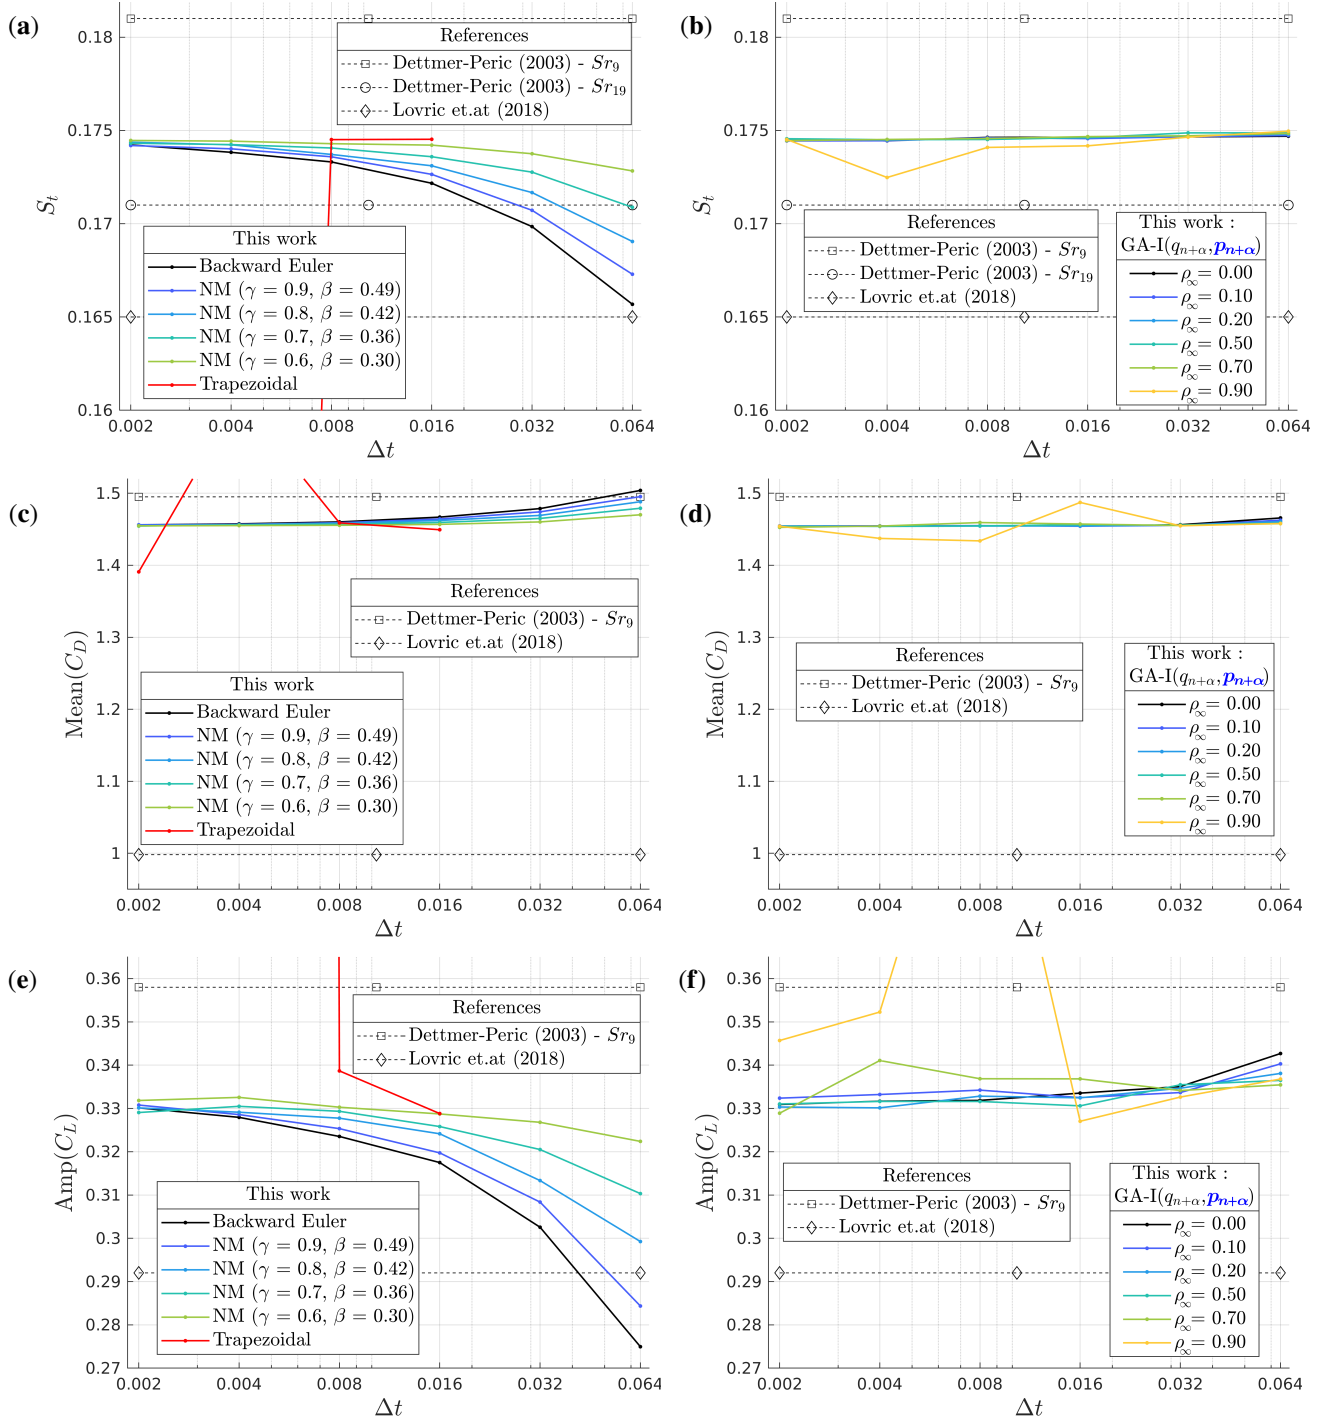 (a)
0.18
0.175
0.17
0.165
0.16
S_t
References
Dettmer-Peric (2003) - Sr_9
Dettmer-Peric (2003) - Sr_19
Lovric et.at (2018)
This work
Backward Euler
NM (γ = 0.9, β = 0.49)
NM (γ = 0.8, β = 0.42)
NM (γ = 0.7, β = 0.36)
NM (γ = 0.6, β = 0.30)
Trapezoidal
0.002 0.004 0.008 0.016 0.032 0.064
Δt
(b)
0.18
0.175
0.17
0.165
0.16
S_t
References
Dettmer-Peric (2003) - Sr_9
Dettmer-Peric (2003) - Sr_19
Lovric et.at (2018)
This work :
GA-I(q_{n+α},p_{n+α})
ρ_∞= 0.00
ρ_∞= 0.10
ρ_∞= 0.20
ρ_∞= 0.50
ρ_∞= 0.70
ρ_∞= 0.90
0.002 0.004 0.008 0.016 0.032 0.064
Δt
(c)
1.5
1.4
1.3
1.2
1.1
1
Mean(C_D)
References
Dettmer-Peric (2003) - Sr_9
Lovric et.at (2018)
This work
Backward Euler
NM (γ = 0.9, β = 0.49)
NM (γ = 0.8, β = 0.42)
NM (γ = 0.7, β = 0.36)
NM (γ = 0.6, β = 0.30)
Trapezoidal
0.002 0.004 0.008 0.016 0.032 0.064
Δt
(d)
1.5
1.4
1.3
1.2
1.1
1
Mean(C_D)
References
Dettmer-Peric (2003) - Sr_9
Lovric et.at (2018)
This work :
GA-I(q_{n+α},p_{n+α})
ρ_∞= 0.00
ρ_∞= 0.10
ρ_∞= 0.20
ρ_∞= 0.50
ρ_∞= 0.70
ρ_∞= 0.90
0.002 0.004 0.008 0.016 0.032 0.064
Δt
(e)
0.36
0.35
0.34
0.33
0.32
0.31
0.3
0.29
0.28
0.27
Amp(C_L)
References
Dettmer-Peric (2003) - Sr_9
Lovric et.at (2018)
This work
Backward Euler
NM (γ = 0.9, β = 0.49)
NM (γ = 0.8, β = 0.42)
NM (γ = 0.7, β = 0.36)
NM (γ = 0.6, β = 0.30)
Trapezoidal
0.002 0.004 0.008 0.016 0.032 0.064
Δt
(f)
0.36
0.35
0.34
0.33
0.32
0.31
0.3
0.29
0.28
0.27
Amp(C_L)
References
Dettmer-Peric (2003) - Sr_9
Lovric et.at (2018)
This work :
GA-I(q_{n+α},p_{n+α})
ρ_∞= 0.00
ρ_∞= 0.10
ρ_∞= 0.20
ρ_∞= 0.50
ρ_∞= 0.70
ρ_∞= 0.90
0.002 0.004 0.008 0.016 0.032 0.064
Δt